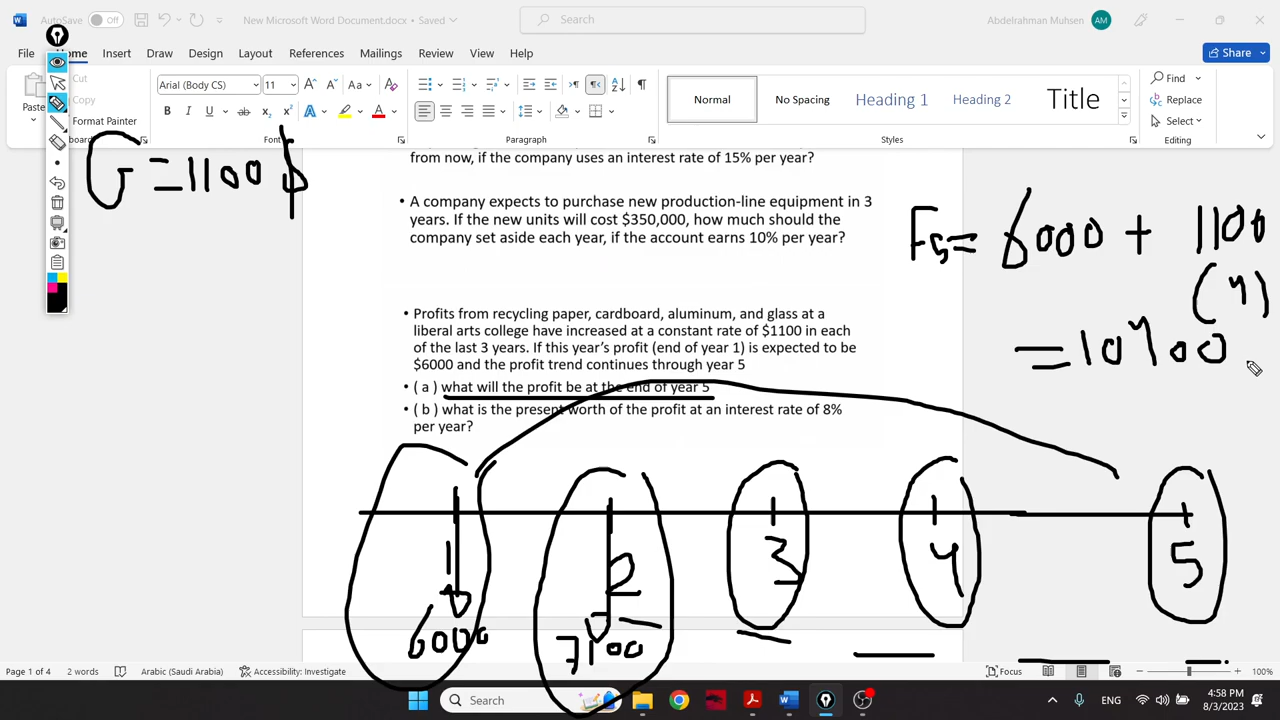 AutoSave Off New Microsoft Word Document.docx • Saved Search Abdelrahman Muhsen AM
File Home Insert Draw Design Layout References Mailings Review View Help Share
Paste Cut Copy Format Painter
Arial (Body CS) 11
Normal No Spacing Heading 1 Heading 2 Title
Find Replace Select
Paragraph Styles Editing
G=1100 $
from now, if the company uses an interest rate of 15% per year?
• A company expects to purchase new production-line equipment in 3
years. If the new units will cost $350,000, how much should the
company set aside each year, if the account earns 10% per year?
F5= 6000 + 1100
(4)
=10400
• Profits from recycling paper, cardboard, aluminum, and glass at a
liberal arts college have increased at a constant rate of $1100 in each
of the last 3 years. If this year’s profit (end of year 1) is expected to be
$6000 and the profit trend continues through year 5
• ( a ) what will the profit be at the end of year 5
• ( b ) what is the present worth of the profit at an interest rate of 8%
per year?
1 2 3 4 5
6000 7100
Page 1 of 4 2 words Arabic (Saudi Arabia) Accessibility: Investigate Focus 100%
Search ENG 4:58 PM
8/3/2023